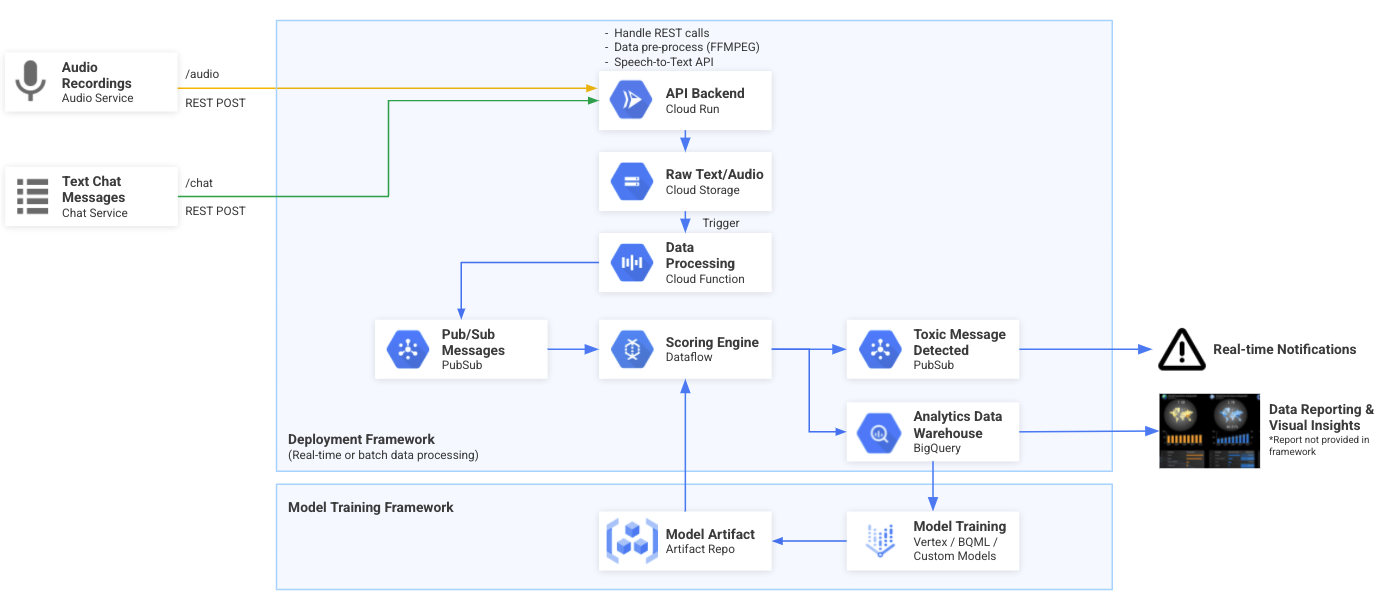 - Handle REST calls
- Data pre-process (FFMPEG)
- Speech-to-Text API
Audio
Recordings
Audio Service
/audio
REST POST
API Backend
Cloud Run
Text Chat
Messages
Chat Service
/chat
REST POST
Raw Text/Audio
Cloud Storage
Trigger
Data
Processing
Cloud Function
Pub/Sub
Messages
PubSub
Scoring Engine
Dataflow
Toxic Message
Detected
PubSub
Real-time Notifications
Analytics Data
Warehouse
BigQuery
Data Reporting &
Visual Insights
*Report not provided in
framework
Deployment Framework
(Real-time or batch data processing)
Model Training Framework
Model Artifact
Artifact Repo
Model Training
Vertex / BQML /
Custom Models